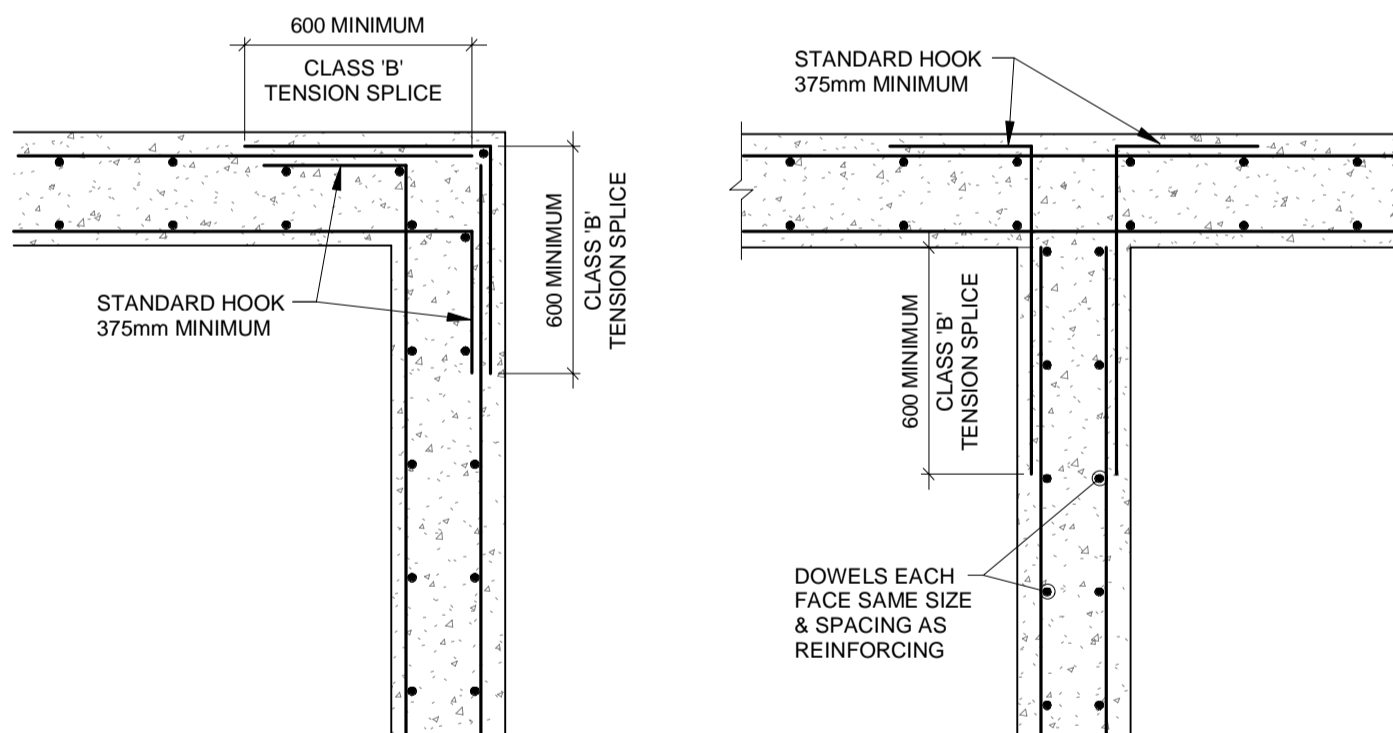 600 MINIMUM
CLASS 'B'
TENSION SPLICE
600 MINIMUM
CLASS 'B'
TENSION SPLICE
STANDARD HOOK
375mm MINIMUM
STANDARD HOOK
375mm MINIMUM
600 MINIMUM
CLASS 'B'
TENSION SPLICE
DOWELS EACH
FACE SAME SIZE
& SPACING AS
REINFORCING